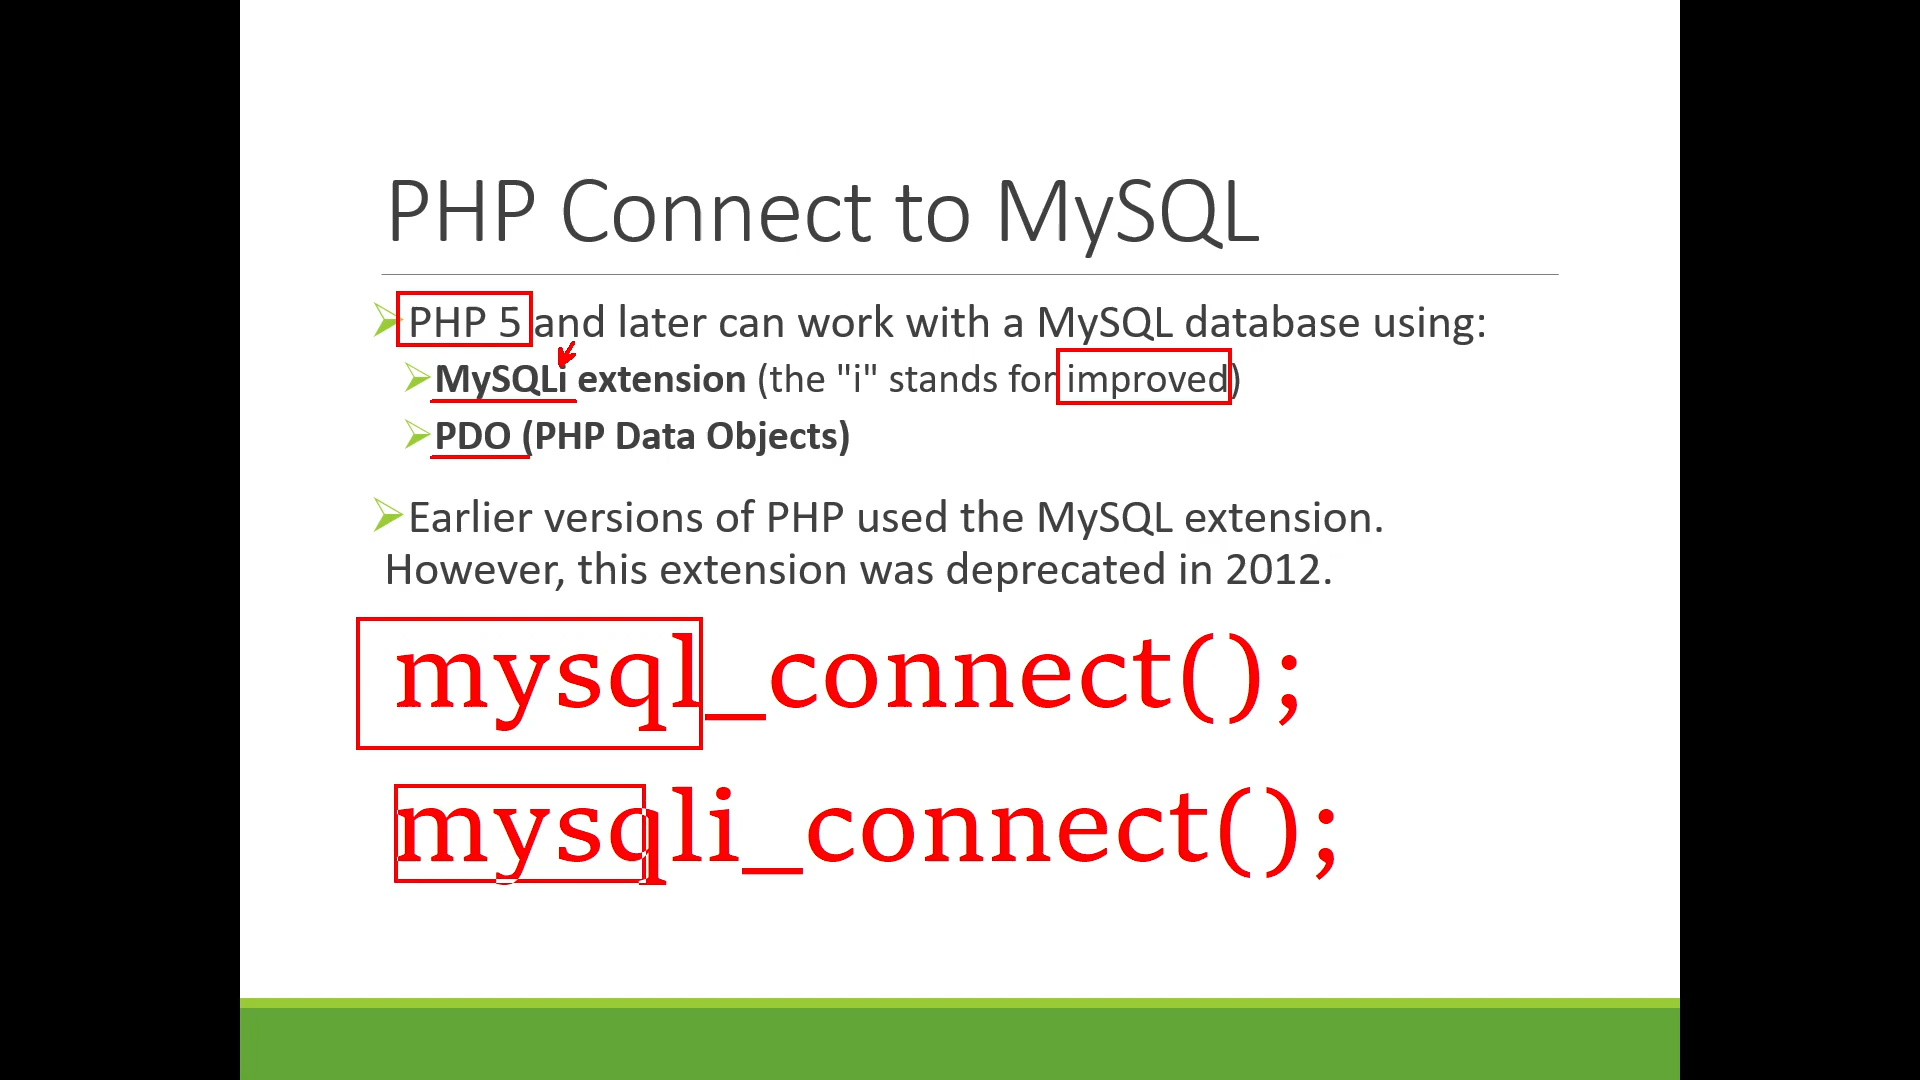 PHP Connect to MySQL
PHP 5 and later can work with a MySQL database using:
MySQLi extension (the "i" stands for improved)
PDO (PHP Data Objects)
Earlier versions of PHP used the MySQL extension.
However, this extension was deprecated in 2012.
mysql_connect();
mysqli_connect();